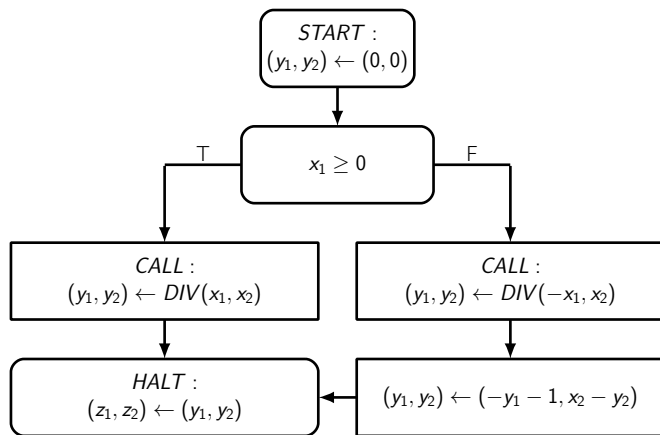 START :
(y₁, y₂) ← (0, 0)
x₁ ≥ 0
T
F
CALL :
(y₁, y₂) ← DIV(x₁, x₂)
CALL :
(y₁, y₂) ← DIV(−x₁, x₂)
HALT :
(z₁, z₂) ← (y₁, y₂)
(y₁, y₂) ← (−y₁ − 1, x₂ − y₂)